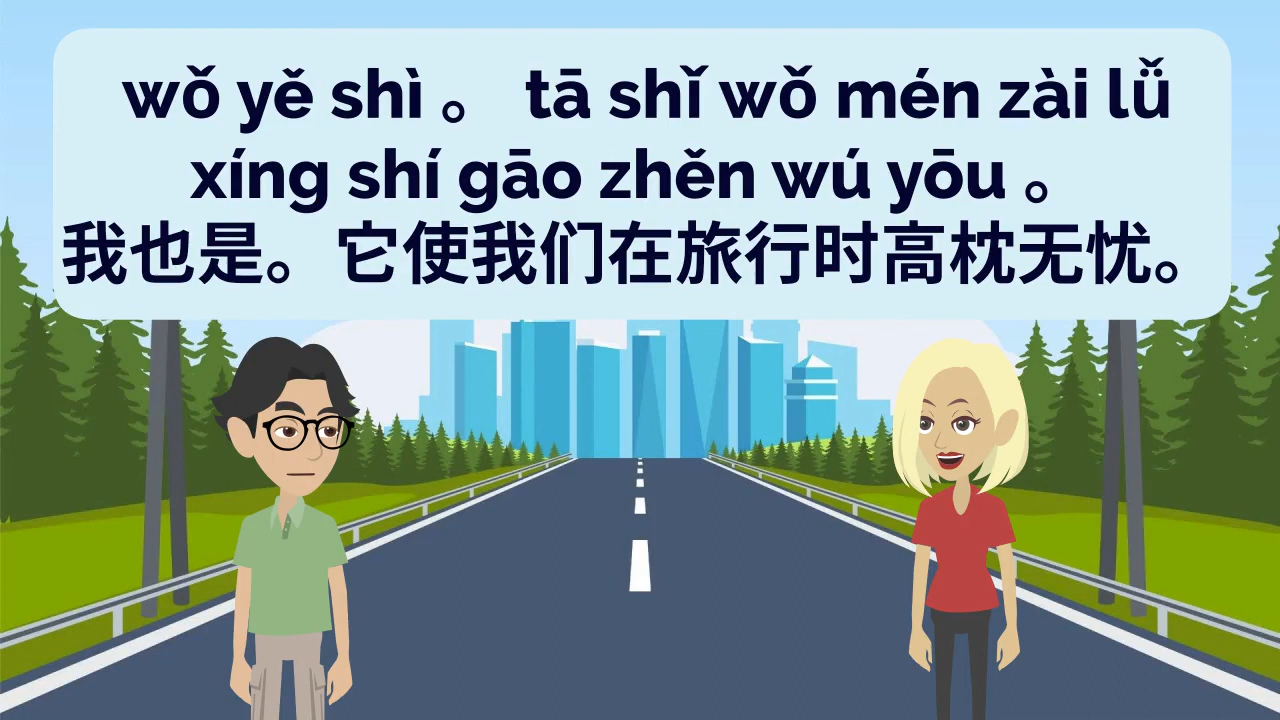 wǒ yě shì 。 tā shǐ wǒ mén zài lǚ
xíng shí gāo zhěn wú yōu 。
我也是。它使我们在旅行时高枕无忧。